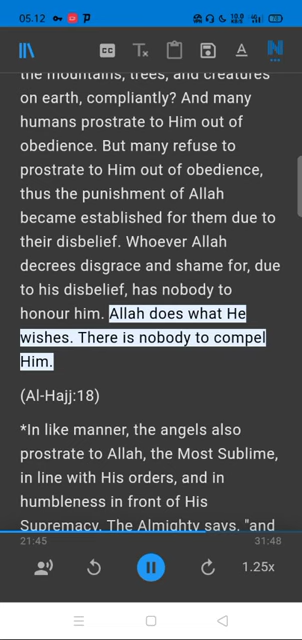 05.12
the mountains, trees, and creatures
on earth, compliantly? And many
humans prostrate to Him out of
obedience. But many refuse to
prostrate to Him out of obedience,
thus the punishment of Allah
became established for them due to
their disbelief. Whoever Allah
decrees disgrace and shame for, due
to his disbelief, has nobody to
honour him. Allah does what He
wishes. There is nobody to compel
Him.
(Al-Hajj:18)
*In like manner, the angels also
prostrate to Allah, the Most Sublime,
in line with His orders, and in
humbleness in front of His
Supremacy. The Almighty says, "and
21:45 31:48
1.25x